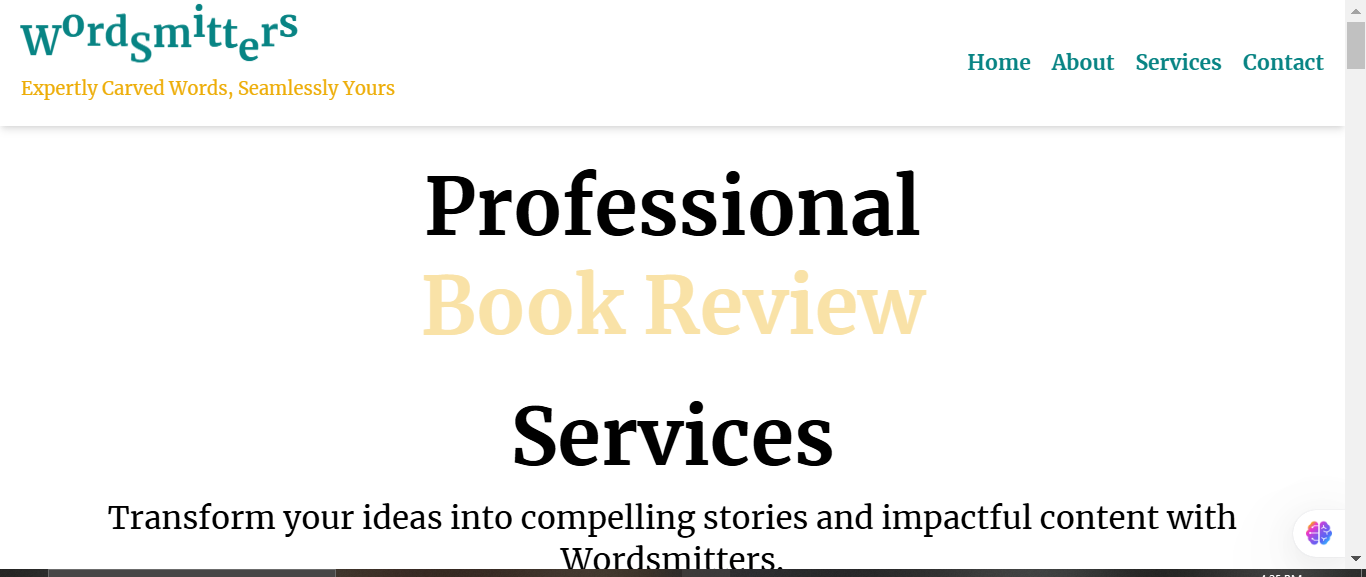 Wordsmitters
Expertly Carved Words, Seamlessly Yours
Home About Services Contact
Professional
Book Review
Services
Transform your ideas into compelling stories and impactful content with
Wordsmitters.